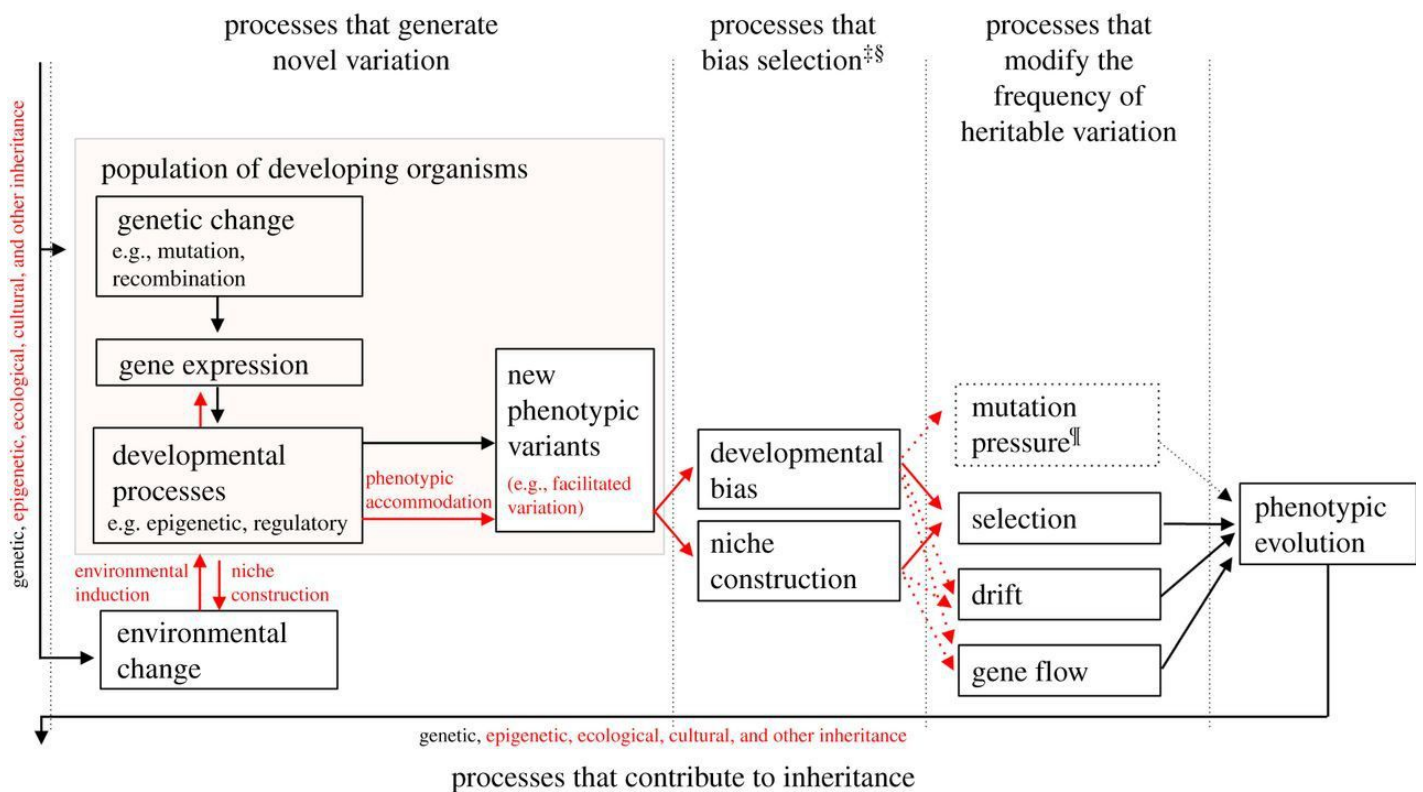 processes that generate
novel variation
processes that
bias selection‡§
processes that
modify the
frequency of
heritable variation
genetic, epigenetic, ecological, cultural, and other inheritance
population of developing organisms
genetic change
e.g., mutation,
recombination
gene expression
developmental
processes
e.g. epigenetic, regulatory
phenotypic
accommodation
new
phenotypic
variants
(e.g., facilitated
variation)
environmental
induction
niche
construction
environmental
change
developmental
bias
niche
construction
mutation
pressure¶
selection
drift
gene flow
phenotypic
evolution
genetic, epigenetic, ecological, cultural, and other inheritance
processes that contribute to inheritance